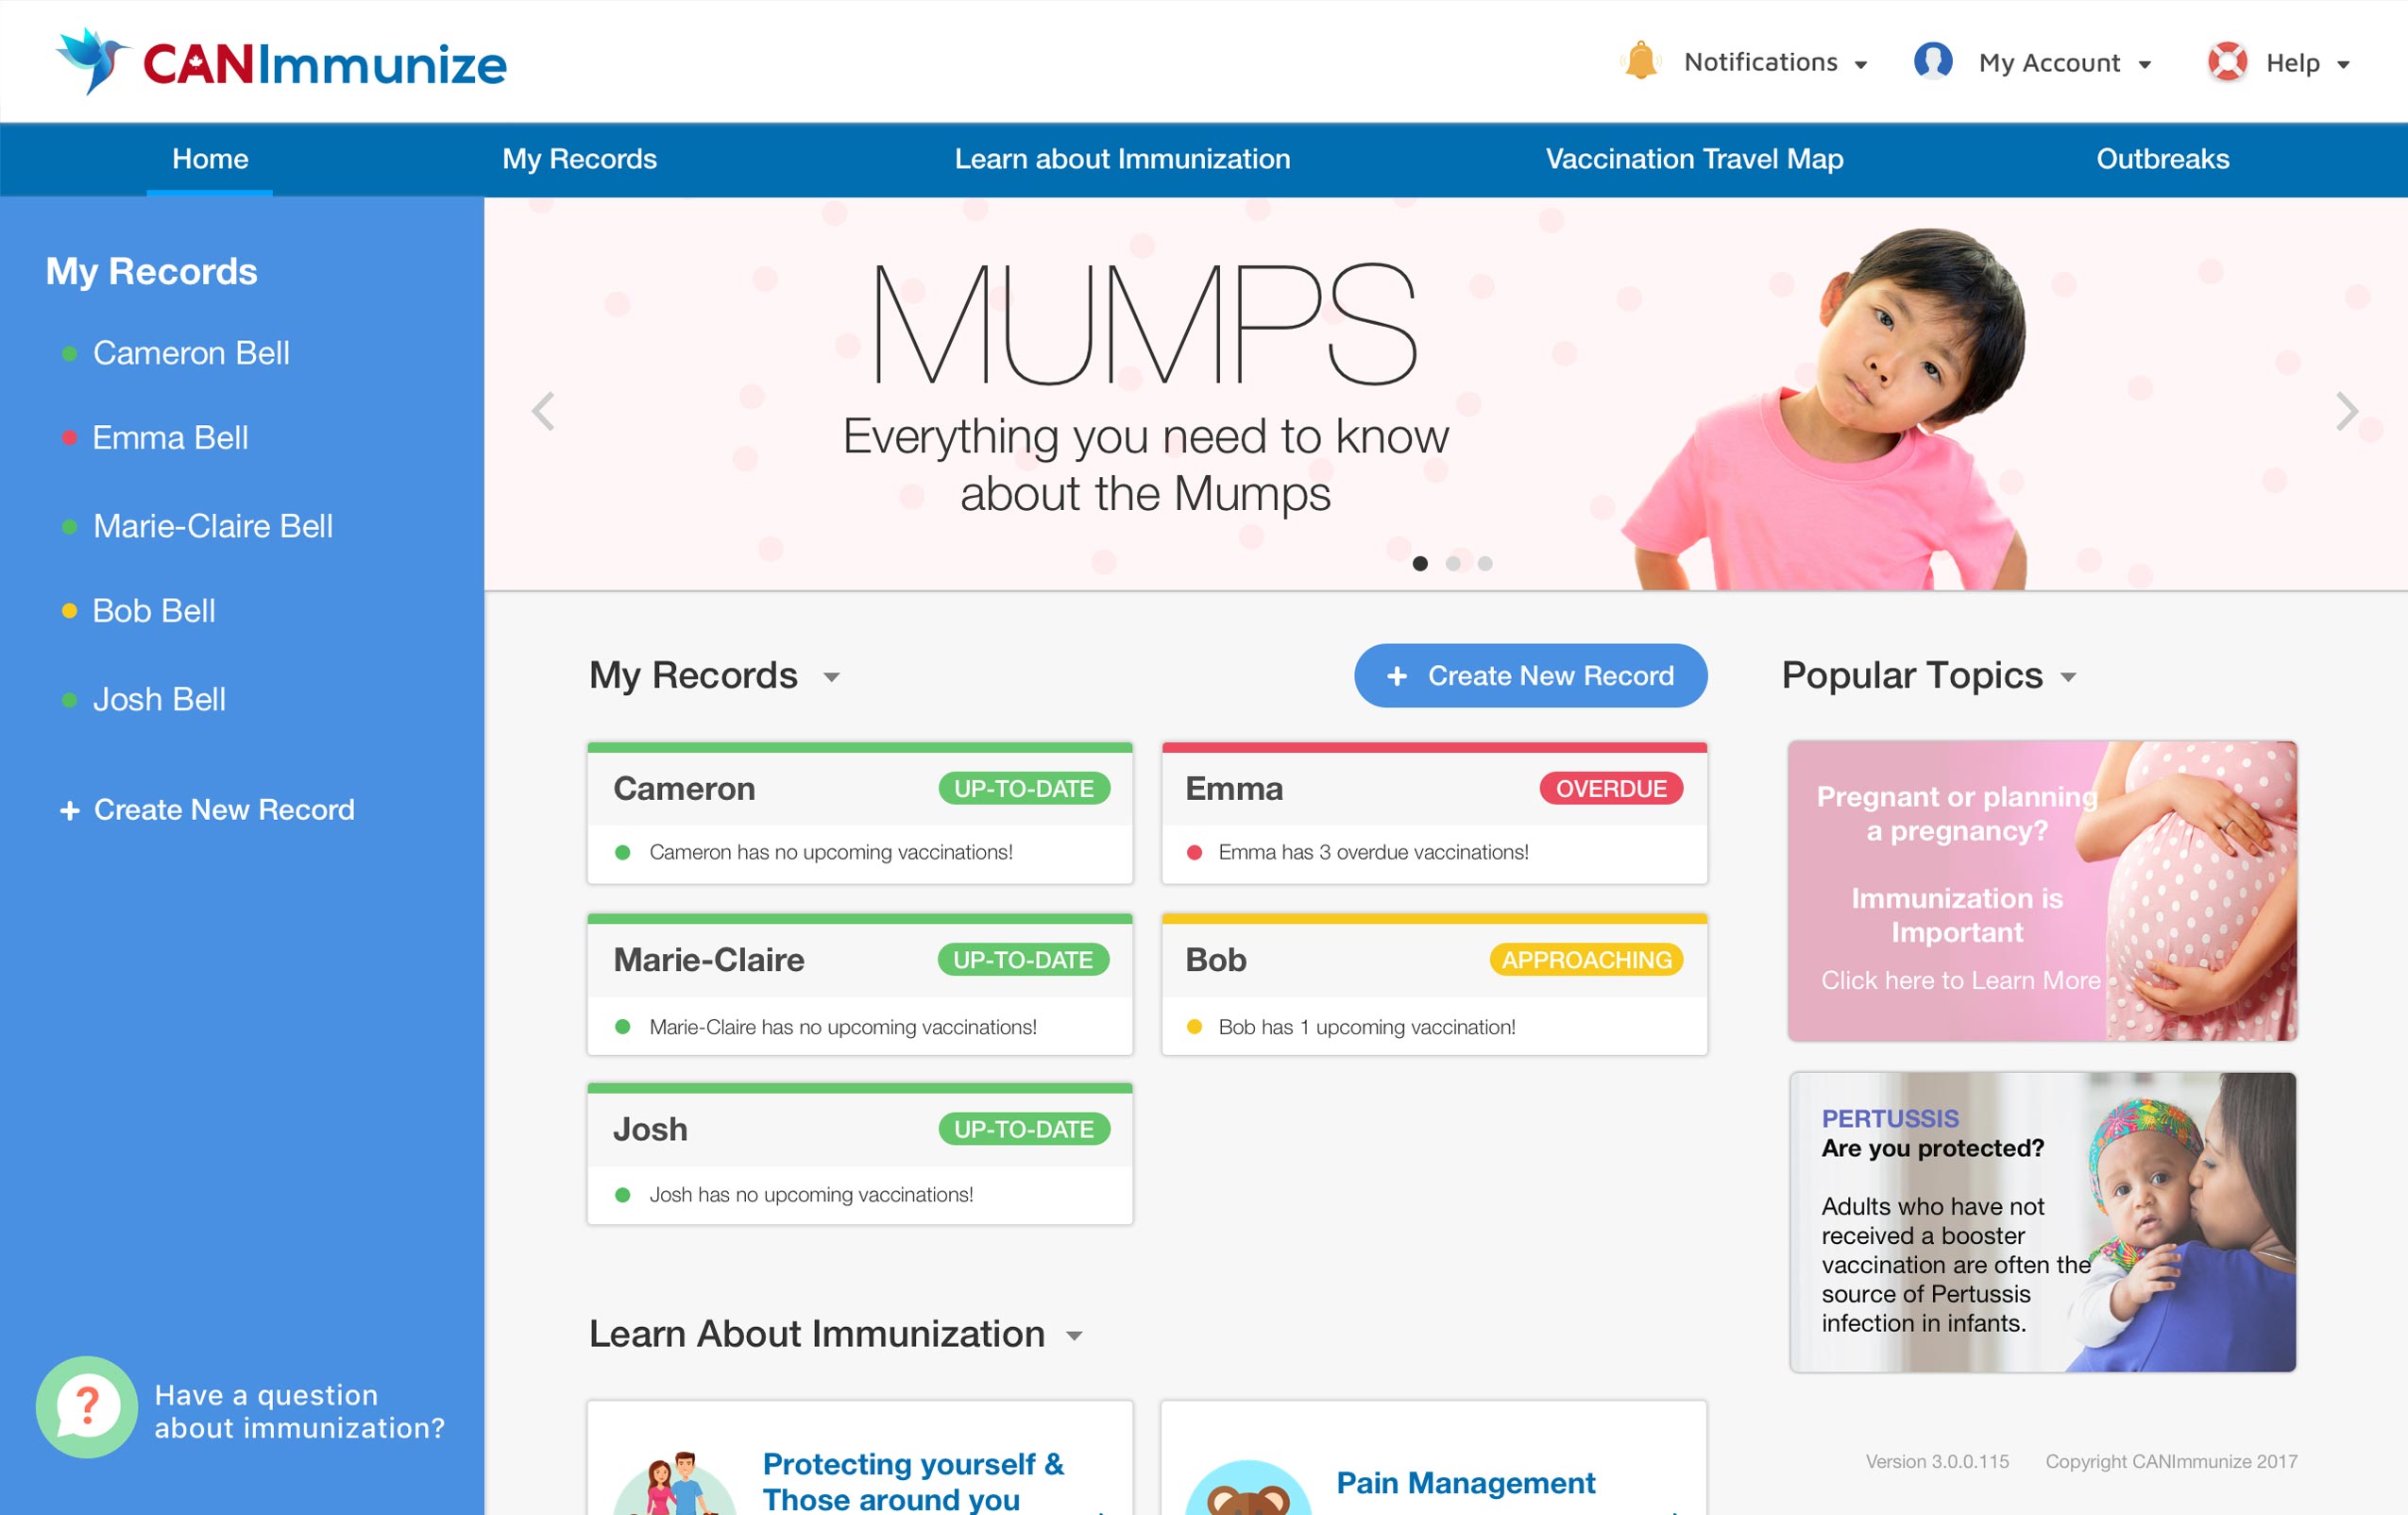 CANImmunize
Notifications
My Account
Help
Home
My Records
Learn about Immunization
Vaccination Travel Map
Outbreaks
My Records
Cameron Bell
Emma Bell
Marie-Claire Bell
Bob Bell
Josh Bell
+ Create New Record
? Have a question
about immunization?
MUMPS
Everything you need to know
about the Mumps
My Records
+ Create New Record
Cameron UP-TO-DATE
Cameron has no upcoming vaccinations!
Emma OVERDUE
Emma has 3 overdue vaccinations!
Marie-Claire UP-TO-DATE
Marie-Claire has no upcoming vaccinations!
Bob APPROACHING
Bob has 1 upcoming vaccination!
Josh UP-TO-DATE
Josh has no upcoming vaccinations!
Learn About Immunization
Protecting yourself &
Those around you
Pain Management
Popular Topics
Pregnant or planning
a pregnancy?
Immunization is
Important
Click here to Learn More
PERTUSSIS
Are you protected?
Adults who have not
received a booster
vaccination are often the
source of Pertussis
infection in infants.
Version 3.0.0.115
Copyright CANImmunize 2017